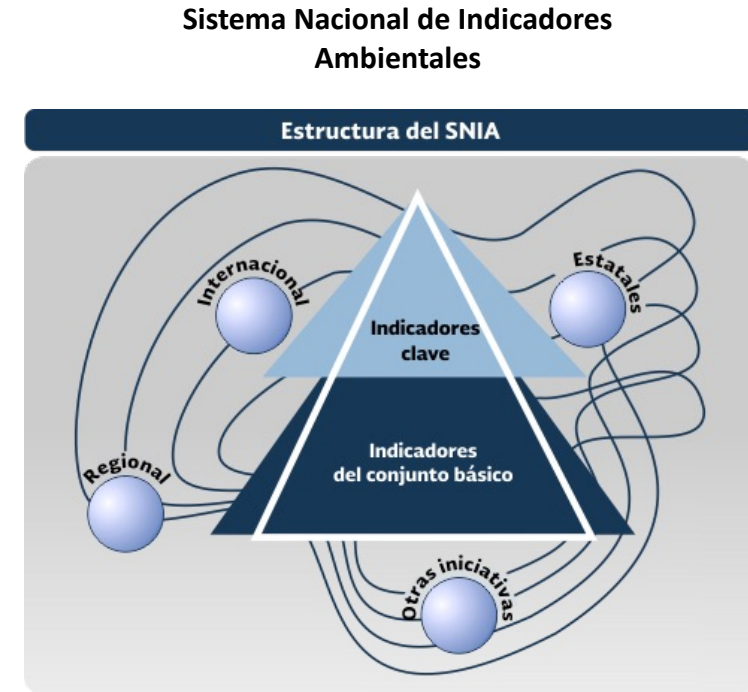 Sistema Nacional de Indicadores
Ambientales
Estructura del SNIA
Internacional
Estatales
Indicadores
clave
Regional
Indicadores
del conjunto básico
Otras iniciativas